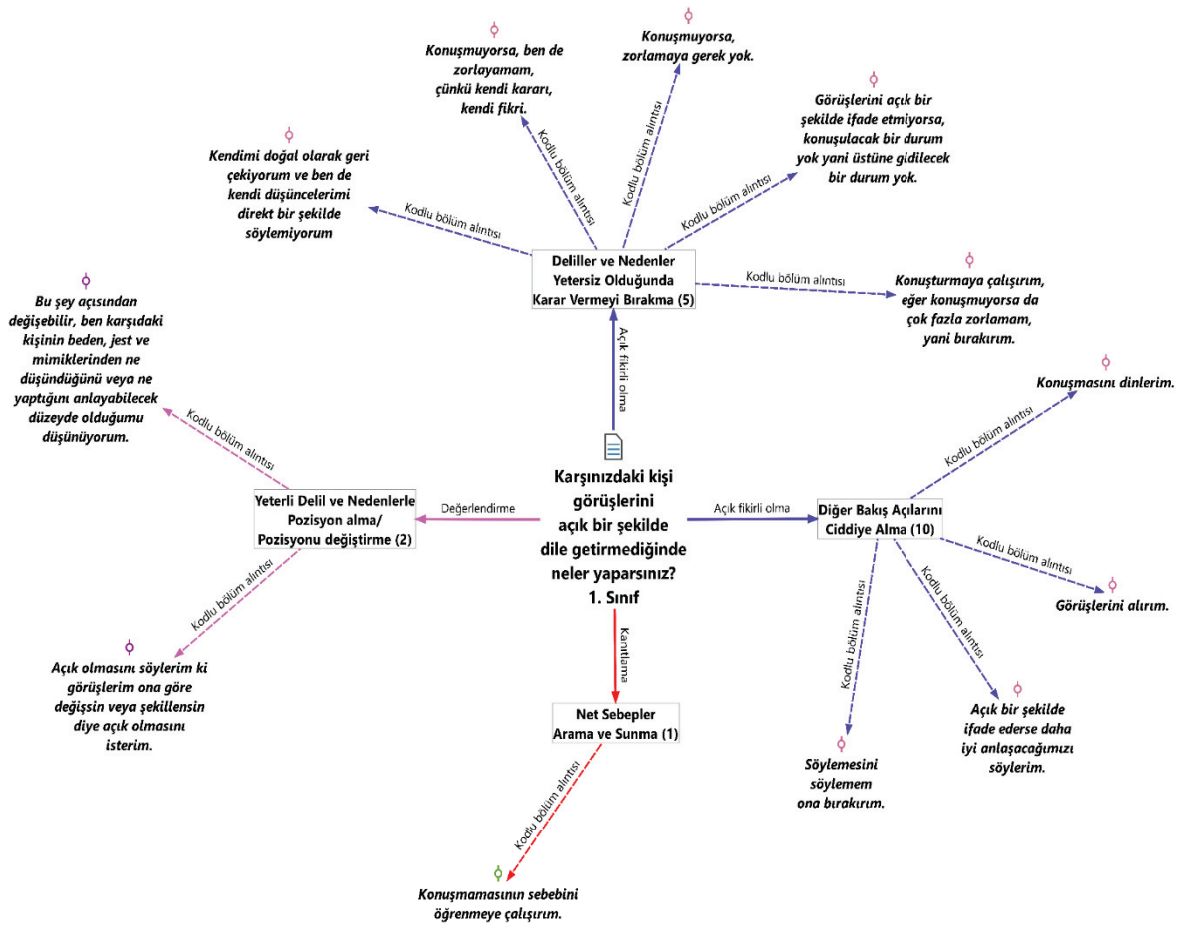 Konuşmuyorsa, ben de
zorlayamam,
çünkü kendi kararı,
kendi fikri.
Konuşmuyorsa,
zorlamaya gerek yok.
Görüşlerini açık bir
şekilde ifade etmiyorsa,
konuşulacak bir durum
yok yani üstüne gidilecek
bir durum yok.
Kendimi doğal olarak geri
çekiyorum ve ben de
kendi düşüncelerimi
direkt bir şekilde
söylemiyorum
Kodlu bölüm alıntısı
Kodlu bölüm alıntısı
Kodlu bölüm alıntısı
Kodlu bölüm alıntısı
Kodlu bölüm alıntısı
Deliller ve Nedenler
Yetersiz Olduğunda
Karar Vermeyi Bırakma (5)
Konuşturmaya çalışırım,
eğer konuşmuyorsa da
çok fazla zorlamam,
yani bırakırım.
Açık fikirli olma
Bu şey açısından
değişebilir, ben karşıdaki
kişinin beden, jest ve
mimiklerinden ne
düşündüğünü veya ne
yaptığını anlayabilecek
düzeyde olduğumu
düşünüyorum.
Kodlu bölüm alıntısı
Yeterli Delil ve Nedenlerle
Pozisyon alma/
Pozisyonu değiştirme (2)
Değerlendirme
Kodlu bölüm alıntısı
Açık olmasını söylerim ki
görüşlerim ona göre
değişsin veya şekillensin
diye açık olmasını
isterim.
Karşınızdaki kişi
görüşlerini
açık bir şekilde
dile getirmediğinde
neler yaparsınız?
1. Sınıf
Açık fikirli olma
Diğer Bakış Açılarını
Ciddiye Alma (10)
Kodlu bölüm alıntısı
Konuşmasını dinlerim.
Kodlu bölüm alıntısı
Görüşlerini alırım.
Kodlu bölüm alıntısı
Açık bir şekilde
ifade ederse daha
iyi anlaşacağımızı
söylerim.
Kodlu bölüm alıntısı
Söylemesini
söylemem
ona bırakırım.
Kanıtlama
Net Sebepler
Arama ve Sunma (1)
Kodlu bölüm alıntısı
Konuşmamasının sebebini
öğrenmeye çalışırım.